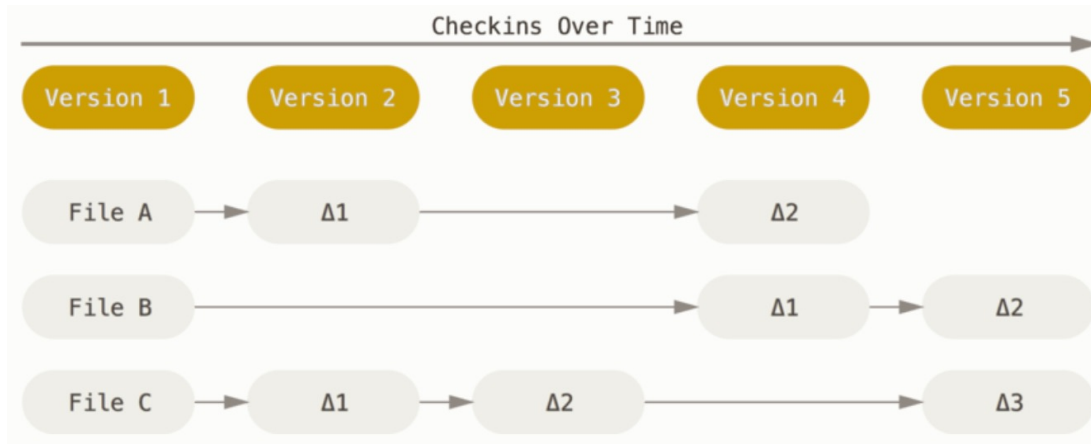 Checkins Over Time
Version 1 Version 2 Version 3 Version 4 Version 5
File A Δ1 Δ2
File B Δ1 Δ2
File C Δ1 Δ2 Δ3